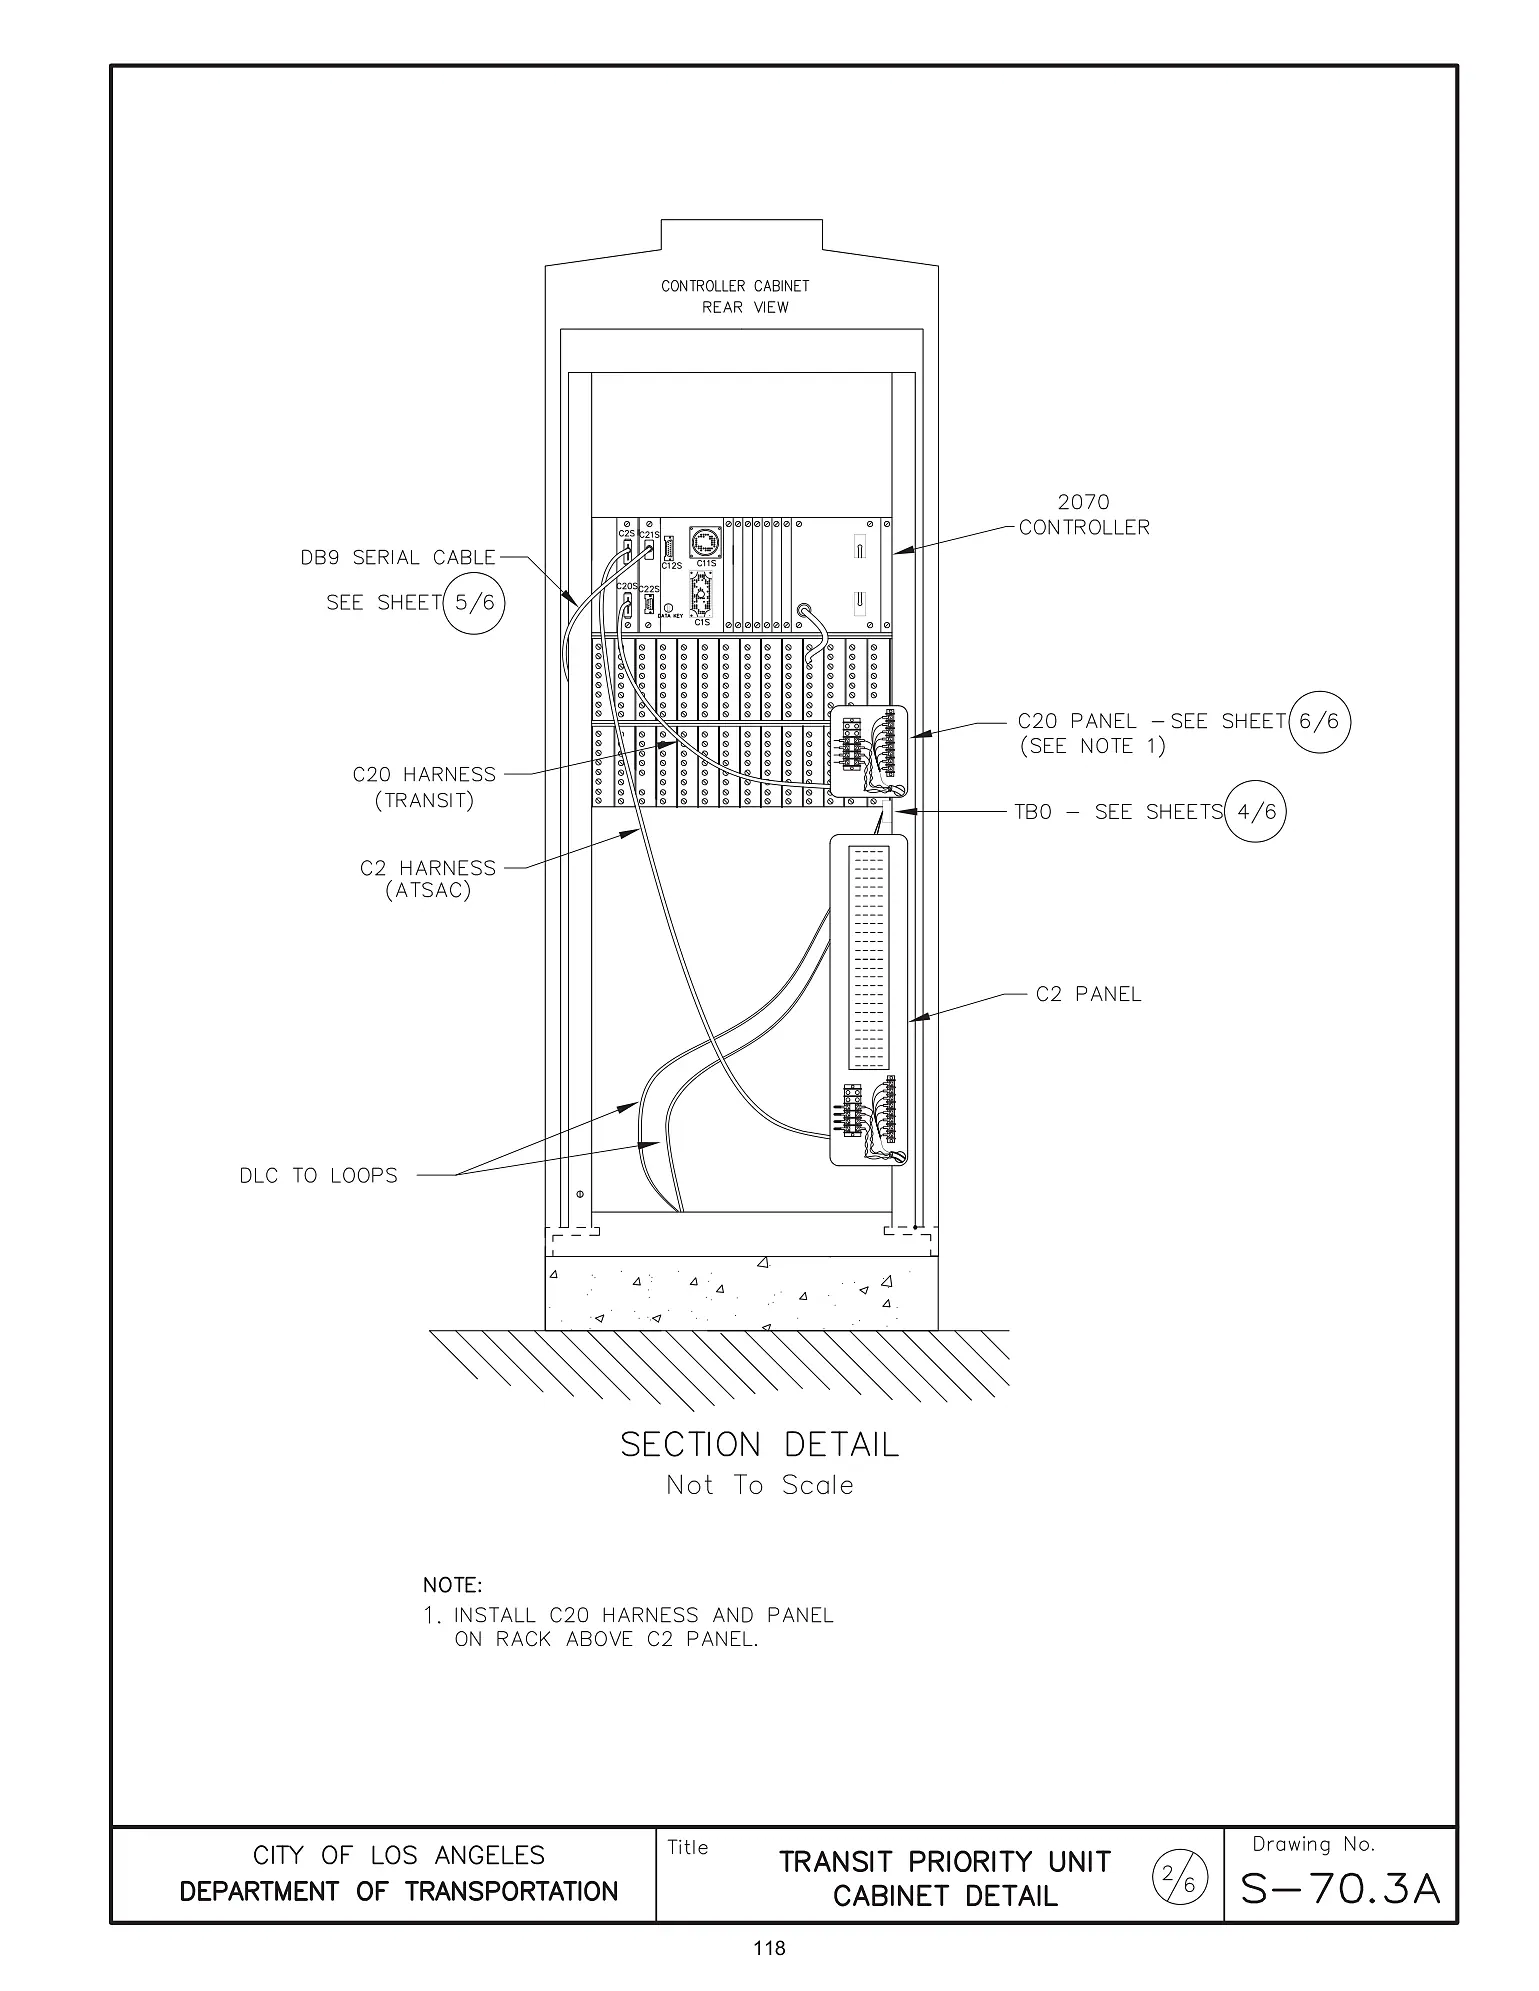 CONTROLLER CABINET
REAR VIEW
2070
CONTROLLER
DB9 SERIAL CABLE
SEE SHEET 5/6
C2S
C21S
C12S
C11S
C20S
C22S
DATA KEY
C1S
C20 PANEL – SEE SHEET 6/6
(SEE NOTE 1)
C20 HARNESS
(TRANSIT)
TB0 – SEE SHEETS 4/6
C2 HARNESS
(ATSAC)
C2 PANEL
DLC TO LOOPS
SECTION DETAIL
Not To Scale
NOTE:
1. INSTALL C20 HARNESS AND PANEL
ON RACK ABOVE C2 PANEL.
CITY OF LOS ANGELES
DEPARTMENT OF TRANSPORTATION
Title
TRANSIT PRIORITY UNIT
CABINET DETAIL
2/6
Drawing No.
S–70.3A
118